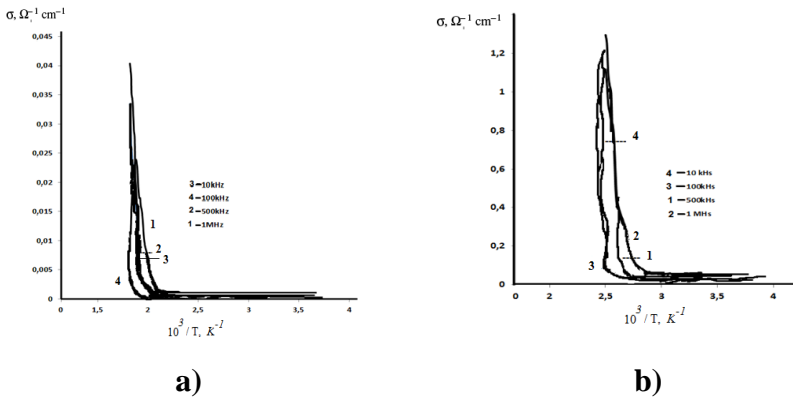 σ, Ω,⁻¹ cm⁻¹
0,045
0,04
0,035
0,03
0,025
0,02
0,015
0,01
0,005
0
0 1,5 2 2,5 3 3,5 4
10³/T, K⁻¹
3 — 10kHz
4 — 100kHz
2 — 500kHz
1 — 1MHz
1
2
3
4
a)
σ, Ω,⁻¹ cm⁻¹
1,2
1
0,8
0,6
0,4
0,2
0
0 2 2,5 3 3,5 4
10³/T, K⁻¹
4 — 10 kHs
3 — 100kHs
1 — 500kHs
2 — 1 MHs
4
2
1
3
b)